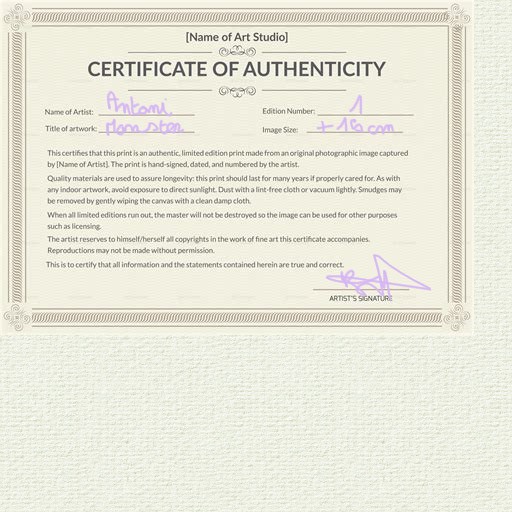 [Name of Art Studio]
CERTIFICATE OF AUTHENTICITY
Name of Artist: Antoni
Edition Number: 1
Title of artwork: Monster
Image Size: + 16 cm
This certifies that this print is an authentic, limited edition print made from an original photographic image captured
by [Name of Artist]. The print is hand-signed, dated, and numbered by the artist.
Quality materials are used to assure longevity: this print should last for many years if properly cared for. As with
any indoor artwork, avoid exposure to direct sunlight. Dust with a lint-free cloth or vacuum lightly. Smudges may
be removed by gently wiping the canvas with a clean damp cloth.
When all limited editions run out, the master will not be destroyed so the image can be used for other purposes
such as licensing.
The artist reserves to himself/herself all copyrights in the work of fine art this certificate accompanies.
Reproductions may not be made without permission.
This is to certify that all information and the statements contained herein are true and correct.
ARTIST'S SIGNATURE